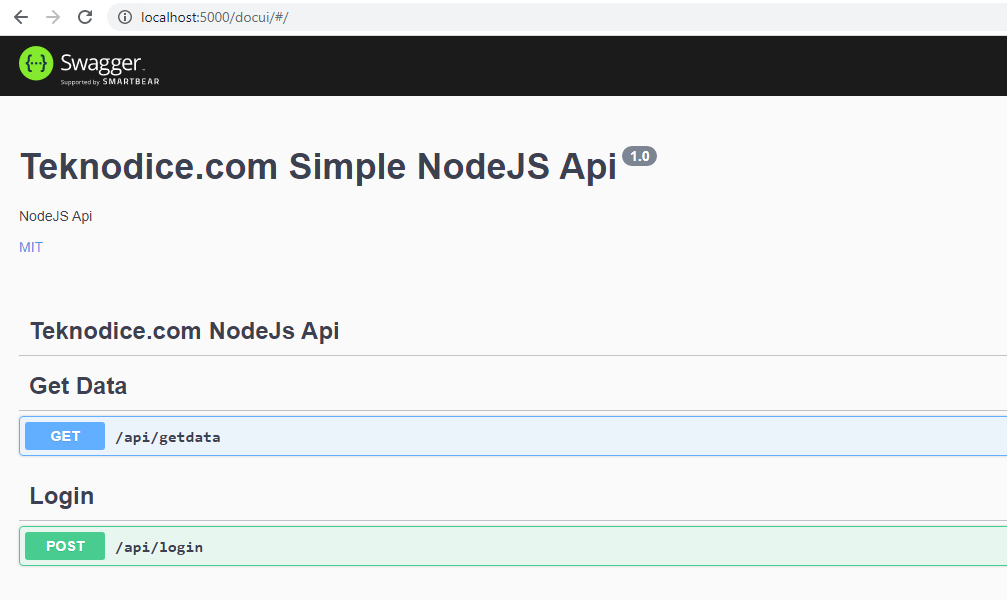 localhost:5000/docui/#/
{··} Swagger
Supported by SMARTBEAR
Teknodice.com Simple NodeJS Api 1.0
NodeJS Api
MIT
Teknodice.com NodeJs Api
Get Data
GET /api/getdata
Login
POST /api/login